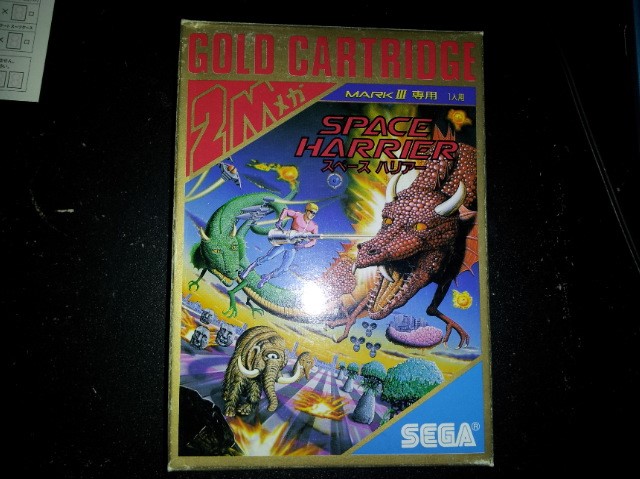 GOLD CARTRIDGE
2Mメガ
MARK III 専用 1人用
SPACE
HARRIER
スペース ハリアー
SEGA®